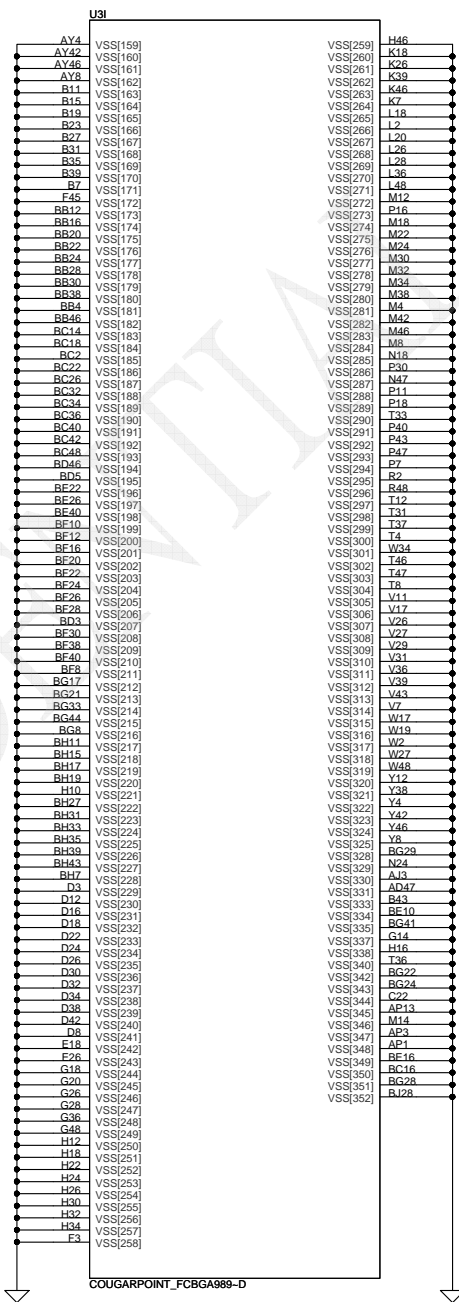 U3I
AY4 VSS[159]
AY42 VSS[160]
AY46 VSS[161]
AY8 VSS[162]
B11 VSS[163]
B15 VSS[164]
B19 VSS[165]
B23 VSS[166]
B27 VSS[167]
B31 VSS[168]
B35 VSS[169]
B39 VSS[170]
B7 VSS[171]
F45 VSS[172]
BB12 VSS[173]
BB16 VSS[174]
BB20 VSS[175]
BB22 VSS[176]
BB24 VSS[177]
BB28 VSS[178]
BB30 VSS[179]
BB38 VSS[180]
BB4 VSS[181]
BB46 VSS[182]
BC14 VSS[183]
BC18 VSS[184]
BC2 VSS[185]
BC22 VSS[186]
BC26 VSS[187]
BC32 VSS[188]
BC34 VSS[189]
BC36 VSS[190]
BC40 VSS[191]
BC42 VSS[192]
BC48 VSS[193]
BD46 VSS[194]
BD5 VSS[195]
BE22 VSS[196]
BE26 VSS[197]
BE40 VSS[198]
BF10 VSS[199]
BF12 VSS[200]
BF16 VSS[201]
BF20 VSS[202]
BF22 VSS[203]
BF24 VSS[204]
BF26 VSS[205]
BF28 VSS[206]
BD3 VSS[207]
BF30 VSS[208]
BF38 VSS[209]
BF40 VSS[210]
BF8 VSS[211]
BG17 VSS[212]
BG21 VSS[213]
BG33 VSS[214]
BG44 VSS[215]
BG8 VSS[216]
BH11 VSS[217]
BH15 VSS[218]
BH17 VSS[219]
BH19 VSS[220]
H10 VSS[221]
BH27 VSS[222]
BH31 VSS[223]
BH33 VSS[224]
BH35 VSS[225]
BH39 VSS[226]
BH43 VSS[227]
BH7 VSS[228]
D3 VSS[229]
D12 VSS[230]
D16 VSS[231]
D18 VSS[232]
D22 VSS[233]
D24 VSS[234]
D26 VSS[235]
D30 VSS[236]
D32 VSS[237]
D34 VSS[238]
D38 VSS[239]
D42 VSS[240]
D8 VSS[241]
E18 VSS[242]
E26 VSS[243]
G18 VSS[244]
G20 VSS[245]
G26 VSS[246]
G28 VSS[247]
G36 VSS[248]
G48 VSS[249]
H12 VSS[250]
H18 VSS[251]
H22 VSS[252]
H24 VSS[253]
H26 VSS[254]
H30 VSS[255]
H32 VSS[256]
H34 VSS[257]
F3 VSS[258]
VSS[259] H46
VSS[260] K18
VSS[261] K26
VSS[262] K39
VSS[263] K46
VSS[264] K7
VSS[265] L18
VSS[266] L2
VSS[267] L20
VSS[268] L26
VSS[269] L28
VSS[270] L36
VSS[271] L48
VSS[272] M12
VSS[273] P16
VSS[274] M18
VSS[275] M22
VSS[276] M24
VSS[277] M30
VSS[278] M32
VSS[279] M34
VSS[280] M38
VSS[281] M4
VSS[282] M42
VSS[283] M46
VSS[284] M8
VSS[285] N18
VSS[286] P30
VSS[287] N47
VSS[288] P11
VSS[289] P18
VSS[290] T33
VSS[291] P40
VSS[292] P43
VSS[293] P47
VSS[294] P7
VSS[295] R2
VSS[296] R48
VSS[297] T12
VSS[298] T31
VSS[299] T37
VSS[300] T4
VSS[301] W34
VSS[302] T46
VSS[303] T47
VSS[304] T8
VSS[305] V11
VSS[306] V17
VSS[307] V26
VSS[308] V27
VSS[309] V29
VSS[310] V31
VSS[311] V36
VSS[312] V39
VSS[313] V43
VSS[314] V7
VSS[315] W17
VSS[316] W19
VSS[317] W2
VSS[318] W27
VSS[319] W48
VSS[320] Y12
VSS[321] Y38
VSS[322] Y4
VSS[323] Y42
VSS[324] Y46
VSS[325] Y8
VSS[328] BG29
VSS[329] N24
VSS[330] AJ3
VSS[331] AD47
VSS[333] B43
VSS[334] BE10
VSS[335] BG41
VSS[337] G14
VSS[338] H16
VSS[340] T36
VSS[342] BG22
VSS[343] BG24
VSS[344] C22
VSS[345] AP13
VSS[346] M14
VSS[347] AP3
VSS[348] AP1
VSS[349] BE16
VSS[350] BC16
VSS[351] BG28
VSS[352] BJ28
COUGARPOINT_FCBGA989~D